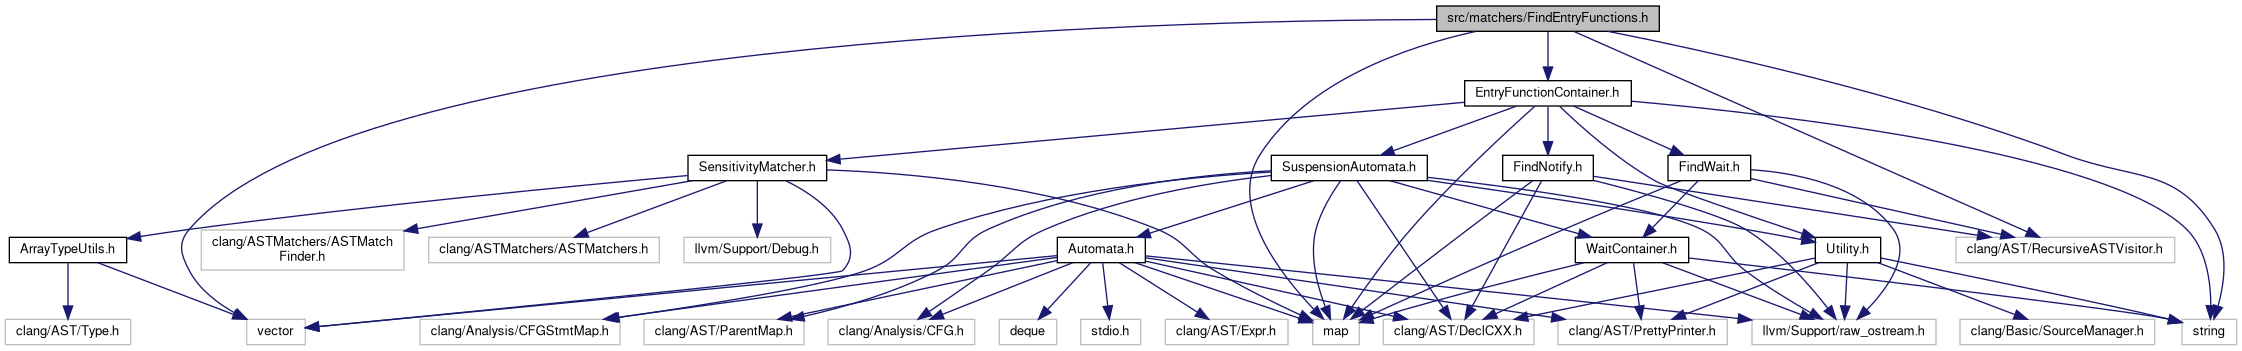 src/matchers/FindEntryFunctions.h
EntryFunctionContainer.h
SensitivityMatcher.h
SuspensionAutomata.h
FindNotify.h
FindWait.h
ArrayTypeUtils.h
clang/ASTMatchers/ASTMatch
Finder.h
clang/ASTMatchers/ASTMatchers.h
llvm/Support/Debug.h
Automata.h
WaitContainer.h
Utility.h
clang/AST/RecursiveASTVisitor.h
clang/AST/Type.h
vector
clang/Analysis/CFGStmtMap.h
clang/AST/ParentMap.h
clang/Analysis/CFG.h
deque
stdio.h
clang/AST/Expr.h
map
clang/AST/DeclCXX.h
clang/AST/PrettyPrinter.h
llvm/Support/raw_ostream.h
clang/Basic/SourceManager.h
string